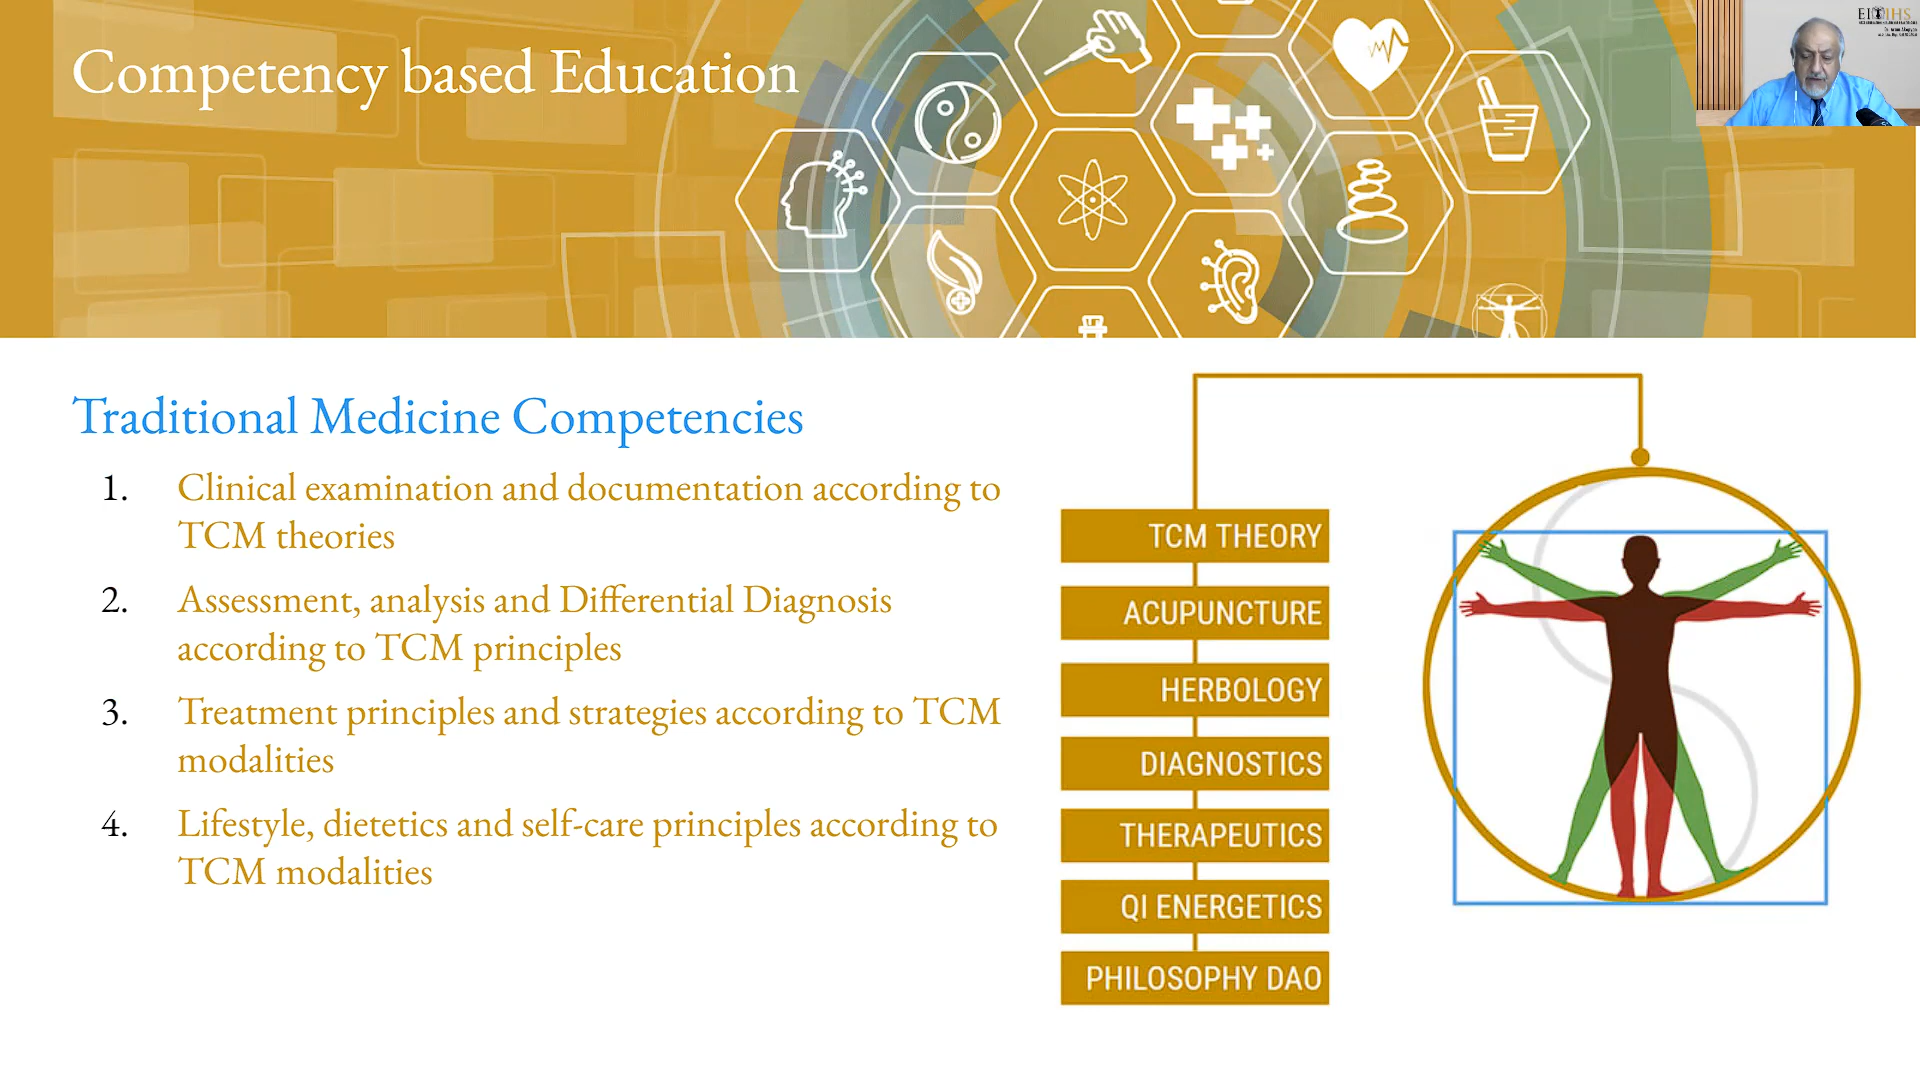 Competency based Education
EIIHS
Traditional Medicine Competencies
1. Clinical examination and documentation according to
TCM theories
2. Assessment, analysis and Differential Diagnosis
according to TCM principles
3. Treatment principles and strategies according to TCM
modalities
4. Lifestyle, dietetics and self-care principles according to
TCM modalities
TCM THEORY
ACUPUNCTURE
HERBOLOGY
DIAGNOSTICS
THERAPEUTICS
QI ENERGETICS
PHILOSOPHY DAO